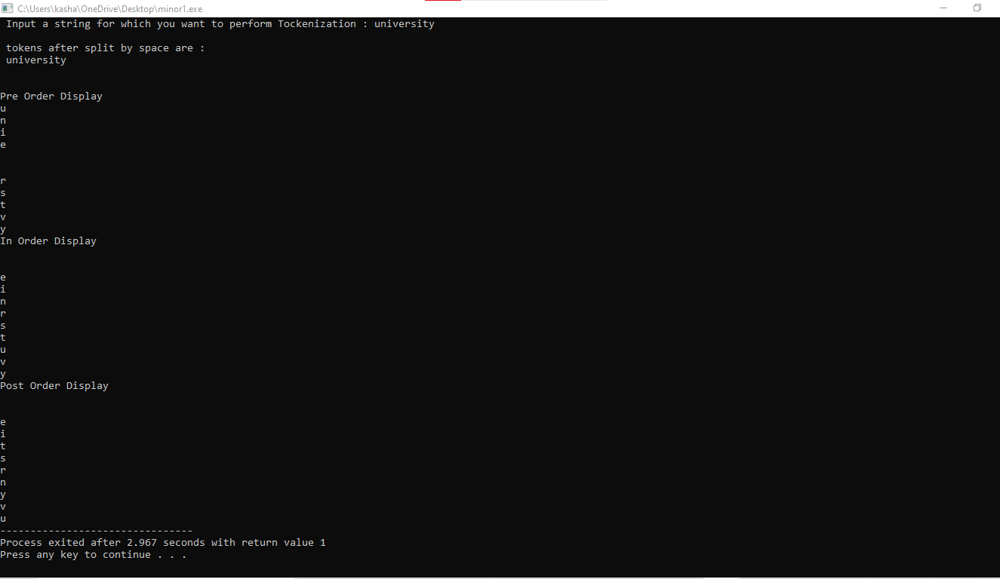 C:\Users\kasha\OneDrive\Desktop\minor1.exe
Input a string for which you want to perform Tockenization : university
tokens after split by space are :
university
Pre Order Display
u
n
i
e
r
s
t
v
y
In Order Display
e
i
n
r
s
t
u
v
y
Post Order Display
e
i
t
s
r
n
y
v
u
--------------------------------
Process exited after 2.967 seconds with return value 1
Press any key to continue . . .